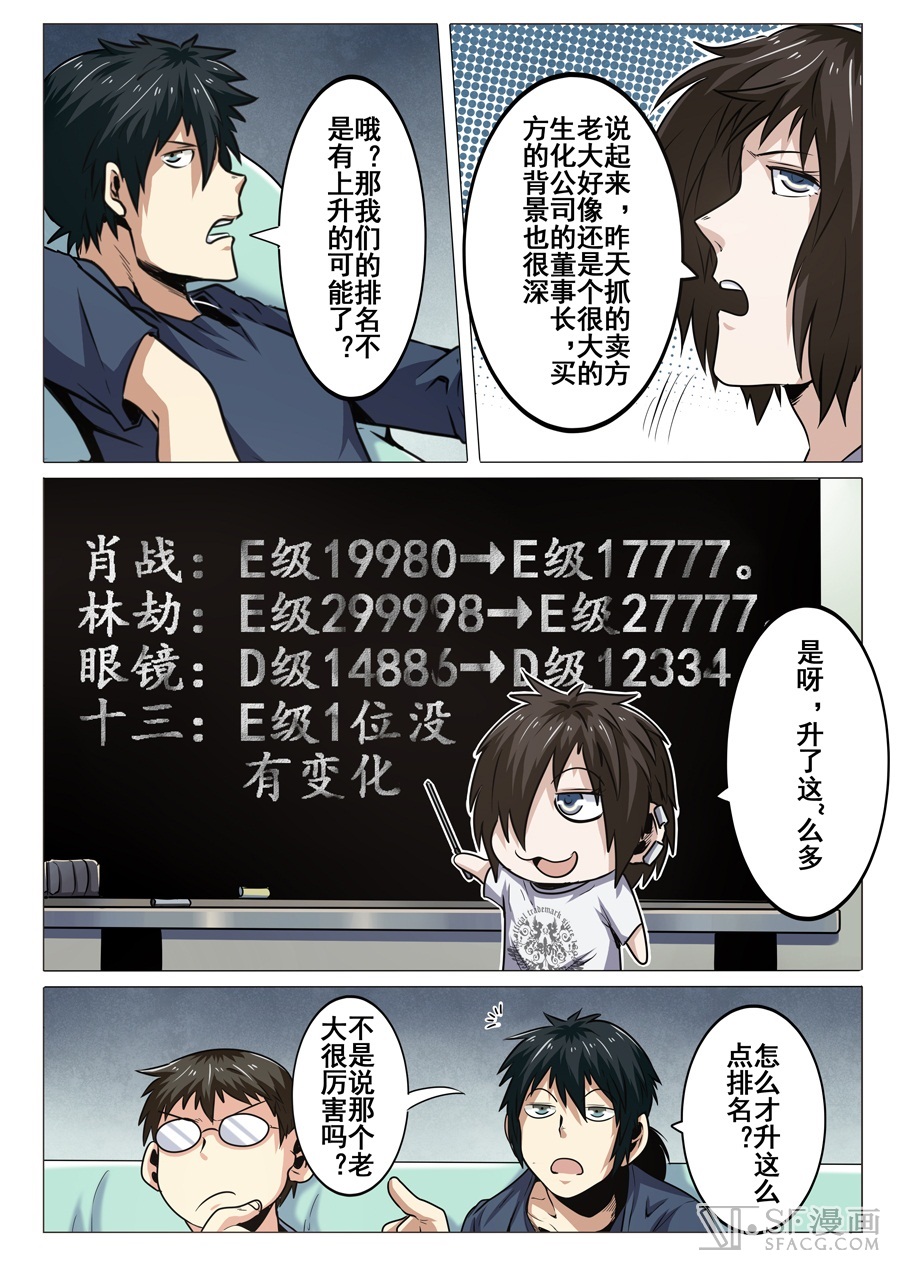 说起来，昨天抓的卖方
老大好像还是个很大的
生化公司的董事长，买
方的背景也很深
哦？那我们的排名不
是有上升的可能了？
肖战：E级19980→E级17777。
林劫：E级299998→E级27777
眼镜：D级14886→D级12334
十三：E级1位没
有变化
是呀，升了这~么多
怎么才升这么
点排名？
不是说那个老
大很厉害吗？
trademark
SF漫画
SFACG.COM